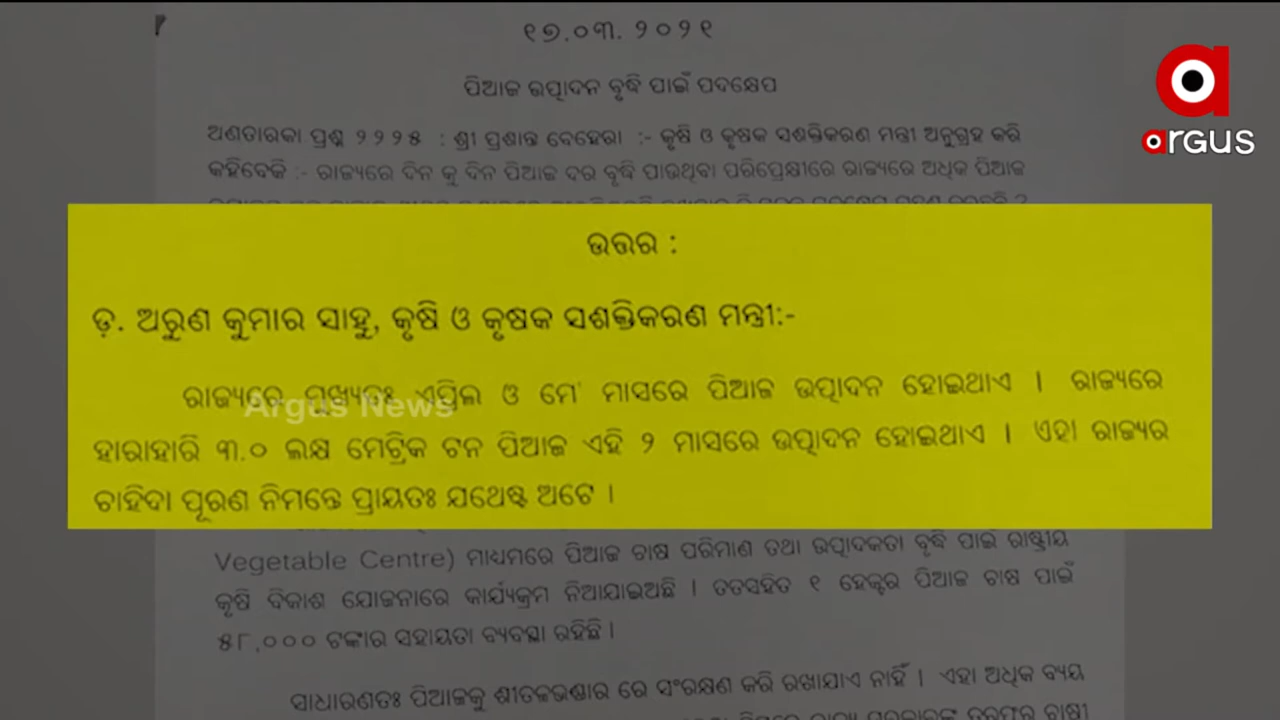 ୧୭.୦୩. ୨୦୨୧
ପିଆଜ ଉତ୍ପାଦନ ବୃଦ୍ଧି ପାଇଁ ପଦକ୍ଷେପ
ଅଣତାରକା ପ୍ରଶ୍ନ ୨୨୨୫ : ଶ୍ରୀ ପ୍ରଶାନ୍ତ ବେହେରା :- କୃଷି ଓ କୃଷକ ସଶକ୍ତିକରଣ ମନ୍ତ୍ରୀ ଅନୁଗ୍ରହ କରି
କହିବେକି :- ରାଜ୍ୟରେ ଦିନ କୁ ଦିନ ପିଆଜ ଦର ବୃଦ୍ଧି ପାଉଥିବା ପରିପ୍ରେକ୍ଷୀରେ ରାଜ୍ୟରେ ଅଧିକ ପିଆଜ
argus
ଉତ୍ତର :
ଡ଼. ଅରୁଣ କୁମାର ସାହୁ, କୃଷି ଓ କୃଷକ ସଶକ୍ତିକରଣ ମନ୍ତ୍ରୀ:-
ରାଜ୍ୟରେ ମୁଖ୍ୟତଃ ଏପ୍ରିଲ ଓ ମେ' ମାସରେ ପିଆଜ ଉତ୍ପାଦନ ହୋଇଥାଏ । ରାଜ୍ୟରେ
Argus News
ହାରାହାରି ୩.୦ ଲକ୍ଷ ମେଟ୍ରିକ ଟନ ପିଆଜ ଏହି ୨ ମାସରେ ଉତ୍ପାଦନ ହୋଇଥାଏ । ଏହା ରାଜ୍ୟର
ଚାହିଦା ପୂରଣ ନିମନ୍ତେ ପ୍ରାୟତଃ ଯଥେଷ୍ଟ ଅଟେ ।
Vegetable Centre) ମାଧ୍ୟମରେ ପିଆଜ ଚାଷ ପରିମାଣ ତଥା ଉତ୍ପାଦକତା ବୃଦ୍ଧି ପାଇଁ ରାଷ୍ଟ୍ରୀୟ
କୃଷି ବିକାଶ ଯୋଜନାରେ କାର୍ଯ୍ୟକ୍ରମ ନିଆଯାଇଅଛି । ତତସହିତ ୧ ହେକ୍ଟର ପିଆଜ ଚାଷ ପାଇଁ
୫୮,୦୦୦ ଟଙ୍କାର ସହାୟତା ବ୍ୟବସ୍ଥା ରହିଛି ।
ସାଧାରଣତଃ ପିଆଜକୁ ଶୀତଳଭଣ୍ଡାର ରେ ସଂରକ୍ଷଣ କରି ରଖାଯାଏ ନାହିଁ । ଏହା ଅଧିକ ବ୍ୟୟ